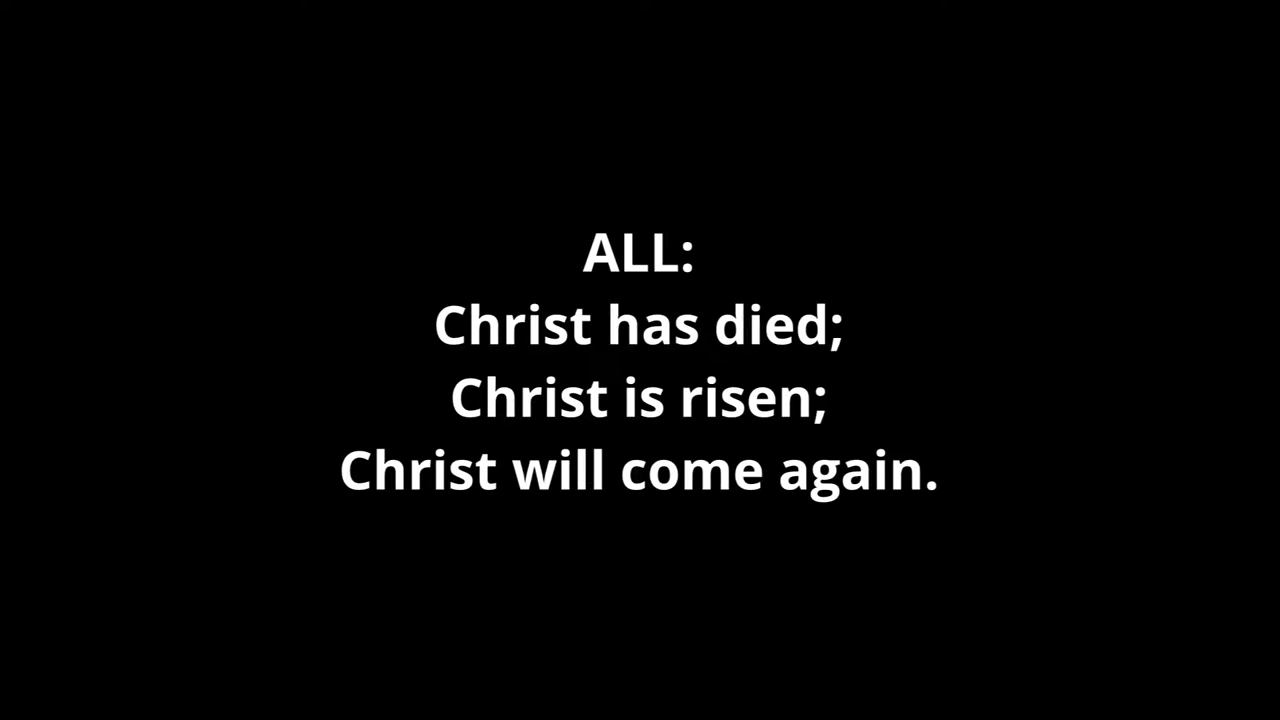 ALL:
Christ has died;
Christ is risen;
Christ will come again.